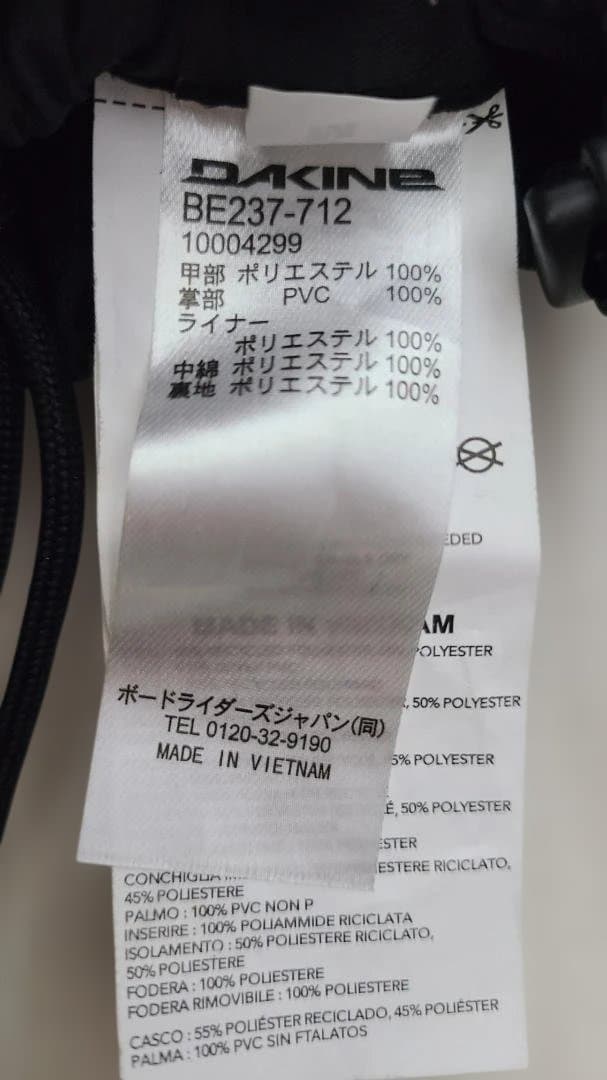 DAKINE
BE237-712
10004299
甲部 ポリエステル 100%
掌部 PVC 100%
ライナー
ポリエステル 100%
中綿 ポリエステル 100%
裏地 ポリエステル 100%
ボードライダーズジャパン(同)
TEL 0120-32-9190
MADE IN VIETNAM
MADE IN VIETNAM
POLYESTER
, 50% POLYESTER
5% POLYESTER
, 50% POLYESTER
ESTERE RICICLATO,
45% POLIESTERE
PALMO : 100% PVC NON P
INSERIRE : 100% POLIAMMIDE RICICLATA
ISOLAMENTO : 50% POLIESTERE RICICLATO,
50% POLIESTERE
FODERA : 100% POLIESTERE
FODERA RIMOVIBILE : 100% POLIESTERE
CASCO : 55% POLIÉSTER RECICLADO, 45% POLIÉSTER
PALMA : 100% PVC SIN FTALATOS